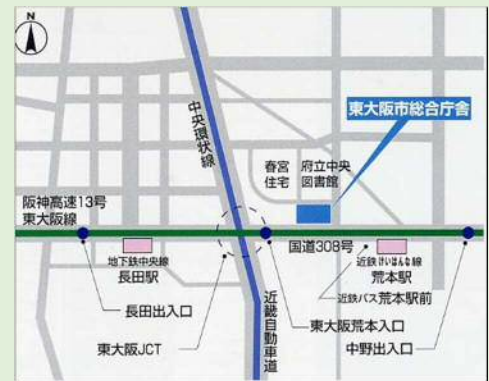 N
中央環状線
東大阪市総合庁舎
春宮
住宅
府立中央
図書館
阪神高速13号
東大阪線
国道308号
地下鉄中央線
長田駅
近鉄けいはんな線
荒本駅
近鉄バス荒本駅前
長田出入口
近畿自動車道
東大阪荒本入口
東大阪JCT
中野出入口